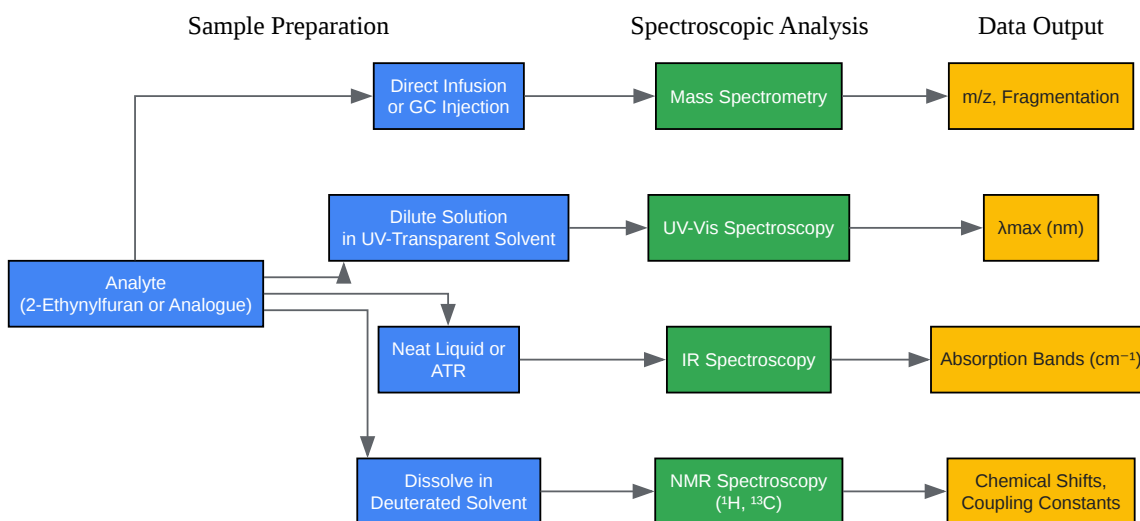 Sample Preparation
Spectroscopic Analysis
Data Output
Direct Infusion
or GC Injection
Mass Spectrometry
m/z, Fragmentation
Dilute Solution
in UV-Transparent Solvent
UV-Vis Spectroscopy
λmax (nm)
Analyte
(2-Ethynylfuran or Analogue)
Neat Liquid or
ATR
IR Spectroscopy
Absorption Bands (cm⁻¹)
Dissolve in
Deuterated Solvent
NMR Spectroscopy
(¹H, ¹³C)
Chemical Shifts,
Coupling Constants